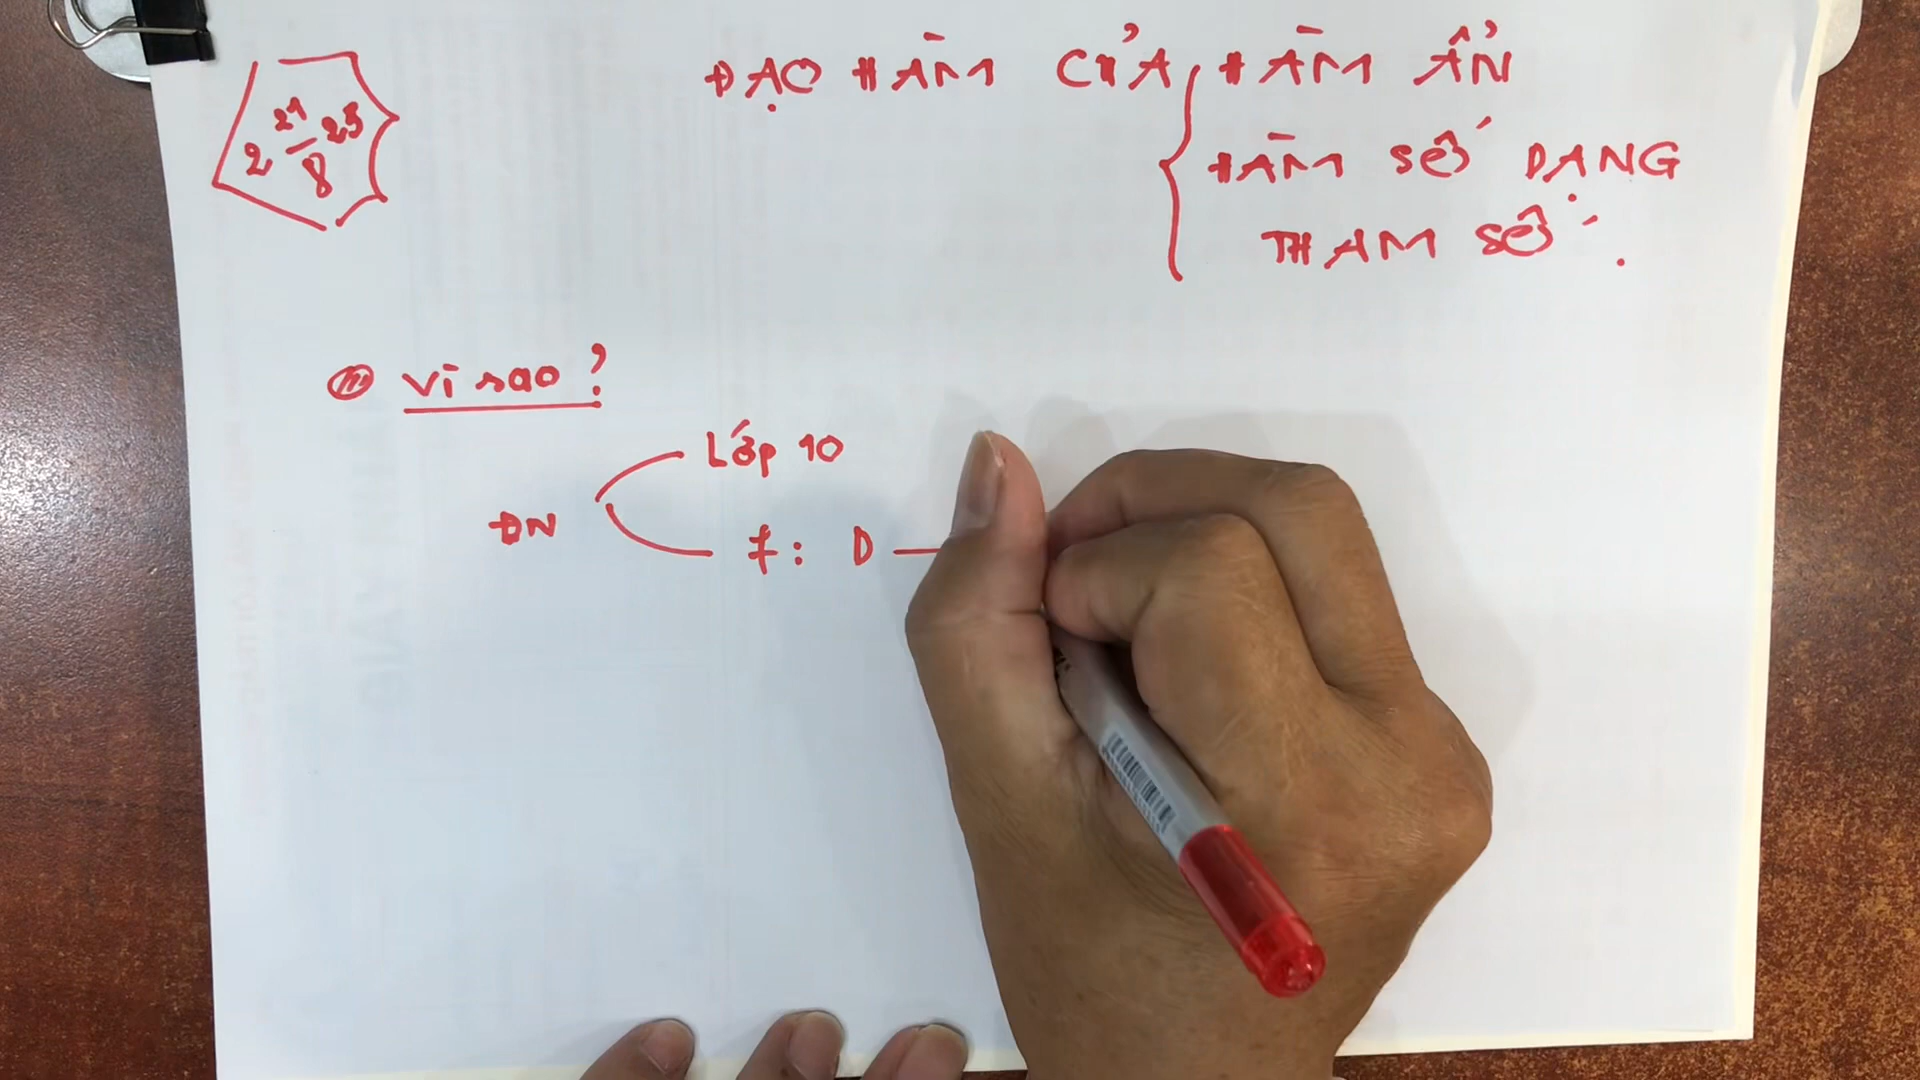 2 21/8 23
ĐẠO HÀM CỦA { HÀM ẨN
HÀM SỐ DẠNG
THAM SỐ.
Vì sao?
Lớp 10
ĐN
f: D —